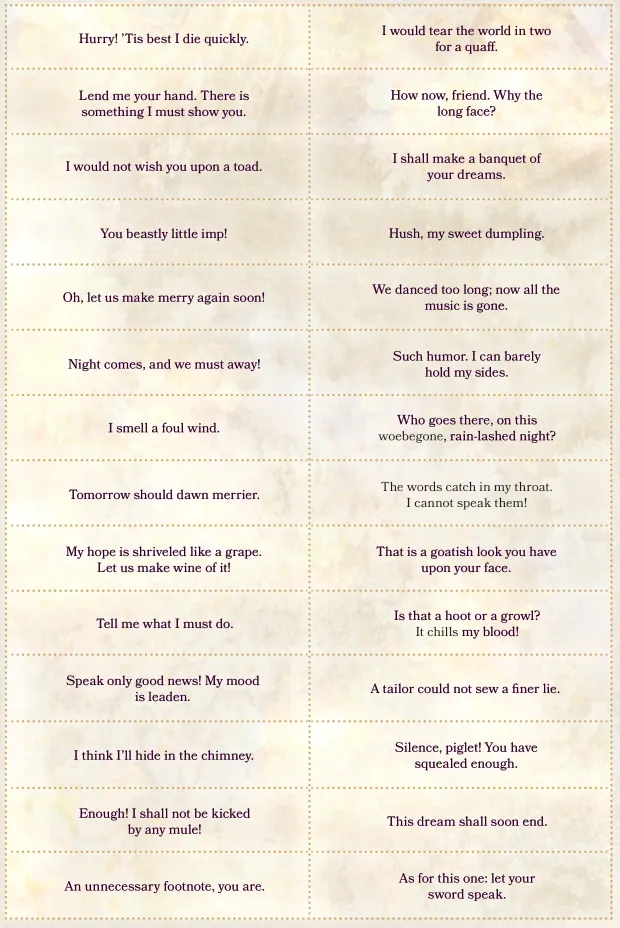 Hurry! ’Tis best I die quickly.
I would tear the world in two
for a quaff.
Lend me your hand. There is
something I must show you.
How now, friend. Why the
long face?
I would not wish you upon a toad.
I shall make a banquet of
your dreams.
You beastly little imp!
Hush, my sweet dumpling.
Oh, let us make merry again soon!
We danced too long; now all the
music is gone.
Night comes, and we must away!
Such humor. I can barely
hold my sides.
I smell a foul wind.
Who goes there, on this
woebegone, rain-lashed night?
Tomorrow should dawn merrier.
The words catch in my throat.
I cannot speak them!
My hope is shriveled like a grape.
Let us make wine of it!
That is a goatish look you have
upon your face.
Tell me what I must do.
Is that a hoot or a growl?
It chills my blood!
Speak only good news! My mood
is leaden.
A tailor could not sew a finer lie.
I think I’ll hide in the chimney.
Silence, piglet! You have
squealed enough.
Enough! I shall not be kicked
by any mule!
This dream shall soon end.
An unnecessary footnote, you are.
As for this one: let your
sword speak.